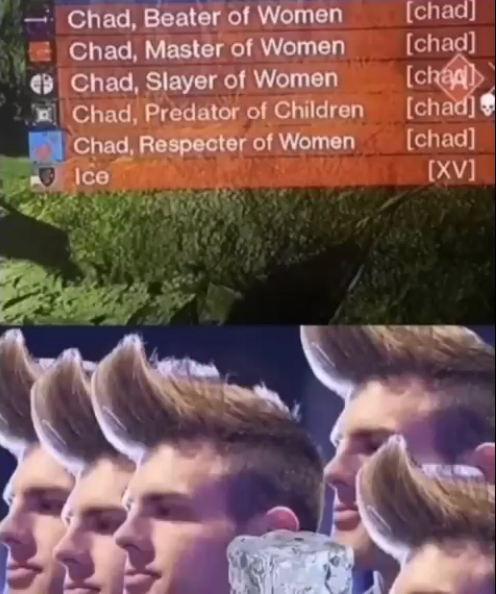 Chad, Beater of Women [chad]
Chad, Master of Women [chad]
Chad, Slayer of Women [chad]
Chad, Predator of Children [chad]
Chad, Respecter of Women [chad]
Ice [XV]